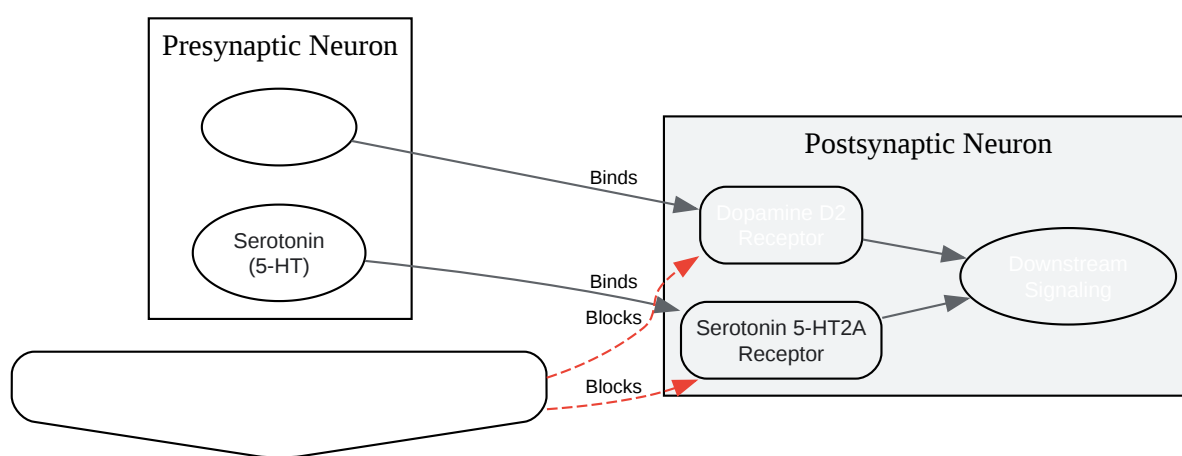 Presynaptic Neuron
Serotonin
(5-HT)
Binds
Binds
Blocks
Blocks
Postsynaptic Neuron
Dopamine D2
Receptor
Serotonin 5-HT2A
Receptor
Downstream
Signaling